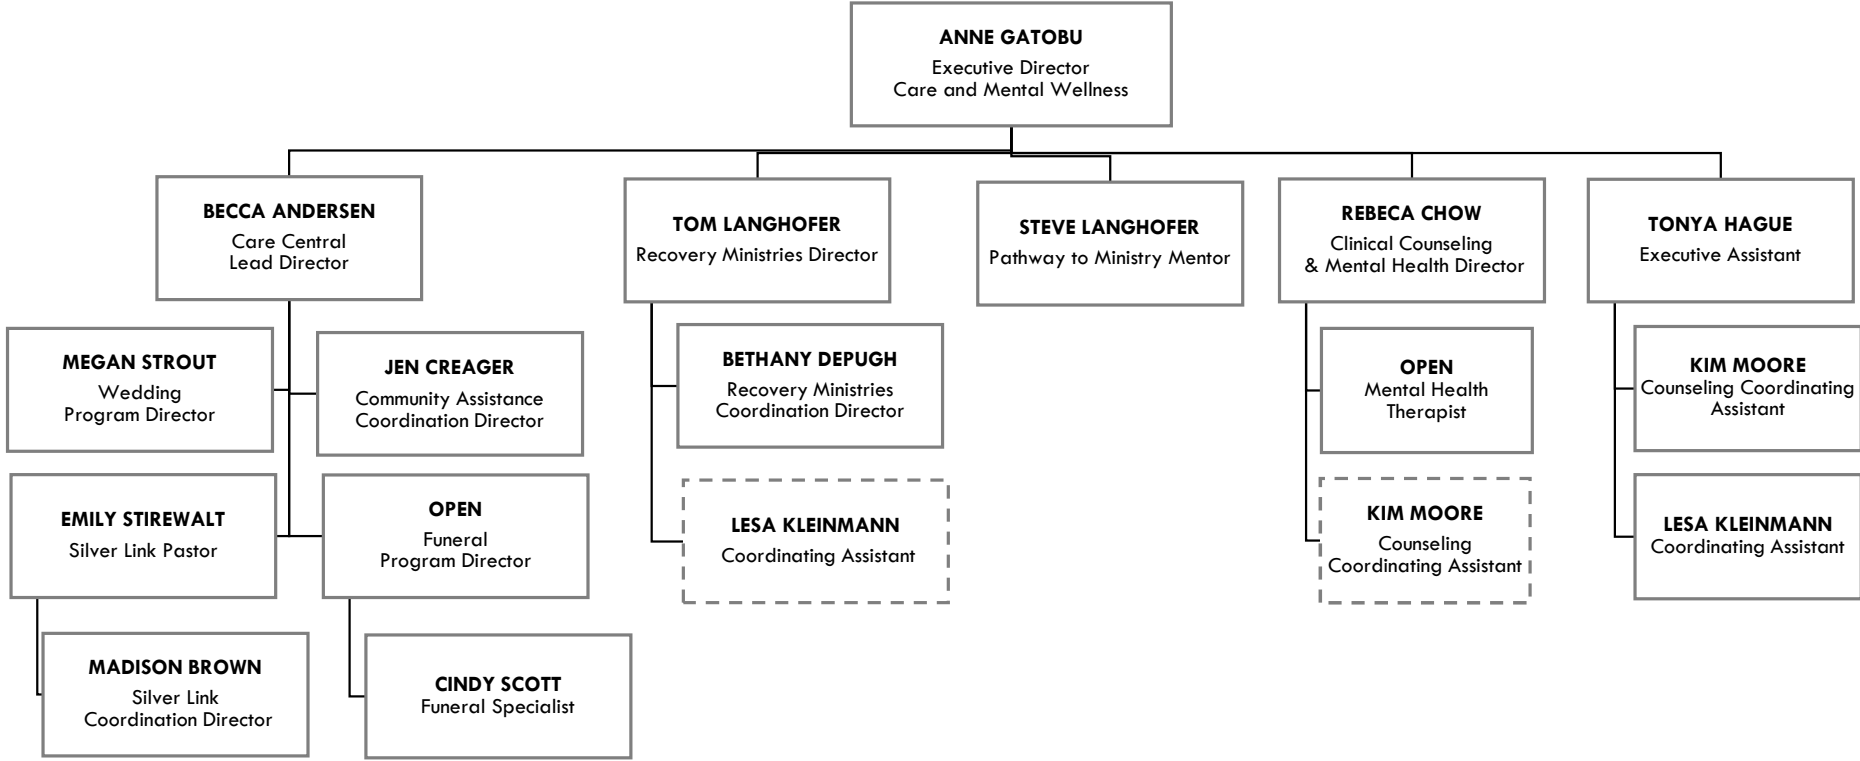 ANNE GATOBU
Executive Director
Care and Mental Wellness
BECCA ANDERSEN
Care Central
Lead Director
TOM LANGHOFER
Recovery Ministries Director
STEVE LANGHOFER
Pathway to Ministry Mentor
REBECA CHOW
Clinical Counseling
& Mental Health Director
TONYA HAGUE
Executive Assistant
MEGAN STROUT
Wedding
Program Director
JEN CREAGER
Community Assistance
Coordination Director
BETHANY DEPUGH
Recovery Ministries
Coordination Director
OPEN
Mental Health
Therapist
KIM MOORE
Counseling Coordinating
Assistant
EMILY STIREWALT
Silver Link Pastor
OPEN
Funeral
Program Director
LESA KLEINMANN
Coordinating Assistant
KIM MOORE
Counseling
Coordinating Assistant
LESA KLEINMANN
Coordinating Assistant
MADISON BROWN
Silver Link
Coordination Director
CINDY SCOTT
Funeral Specialist